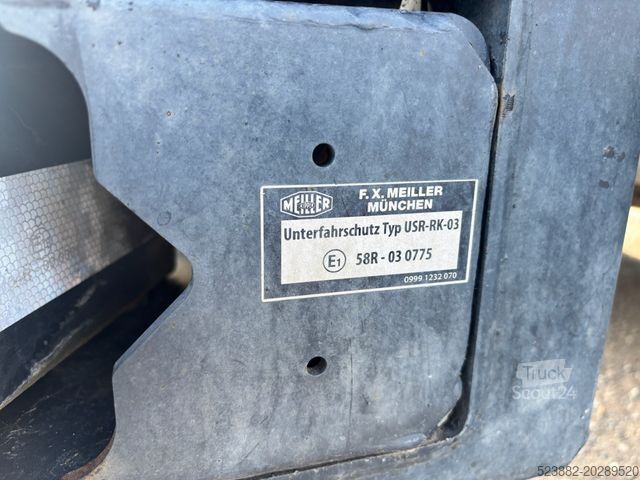 MEILLER
F. X. MEILLER
MÜNCHEN
Unterfahrschutz Typ USR-RK-03
E1 58R - 03 0775
0999 1232 070
Truck
Scout24
523882-20289520